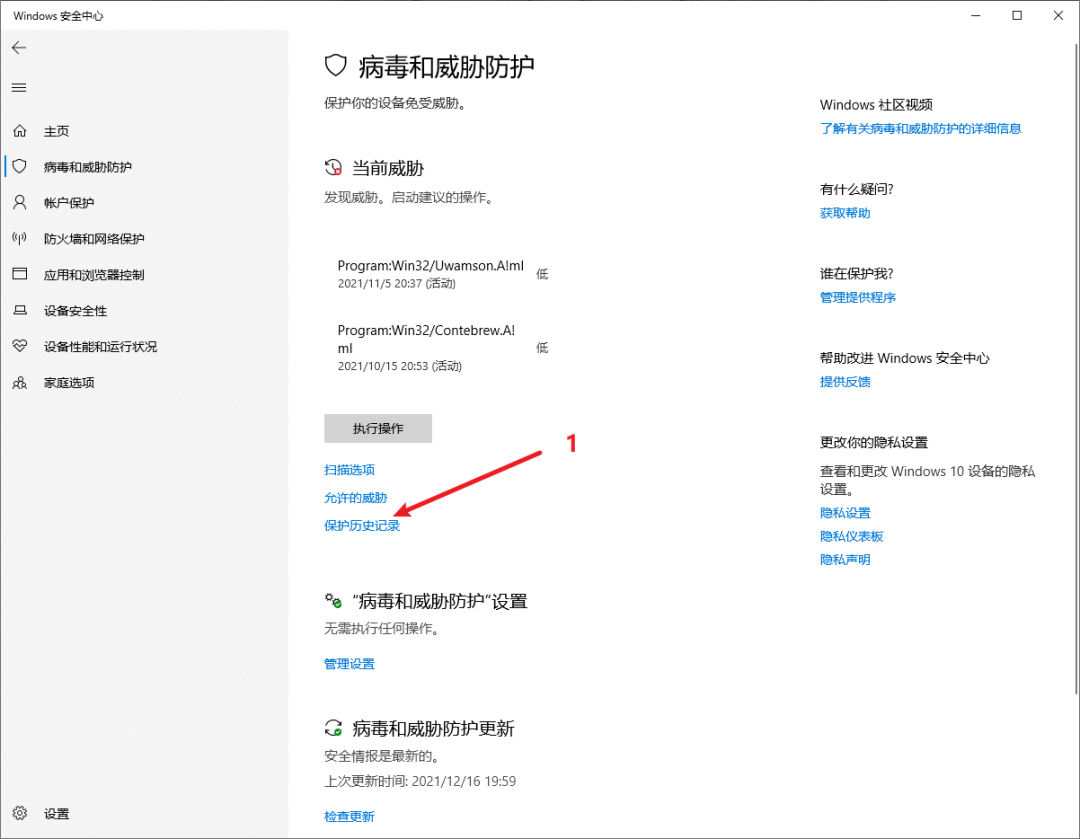 Windows 安全中心
主页
病毒和威胁防护
帐户保护
防火墙和网络保护
应用和浏览器控制
设备安全性
设备性能和运行状况
家庭选项
设置
病毒和威胁防护
保护你的设备免受威胁。
当前威胁
发现威胁。启动建议的操作。
Program:Win32/Uwamson.A!ml
低
2021/11/5 20:37 (活动)
Program:Win32/Contebrew.A!
ml
低
2021/10/15 20:53 (活动)
执行操作
1
扫描选项
允许的威胁
保护历史记录
“病毒和威胁防护”设置
无需执行任何操作。
管理设置
病毒和威胁防护更新
安全情报是最新的。
上次更新时间: 2021/12/16 19:59
检查更新
Windows 社区视频
了解有关病毒和威胁防护的详细信息
有什么疑问?
获取帮助
谁在保护我?
管理提供程序
帮助改进 Windows 安全中心
提供反馈
更改你的隐私设置
查看和更改 Windows 10 设备的隐私
设置。
隐私设置
隐私仪表板
隐私声明